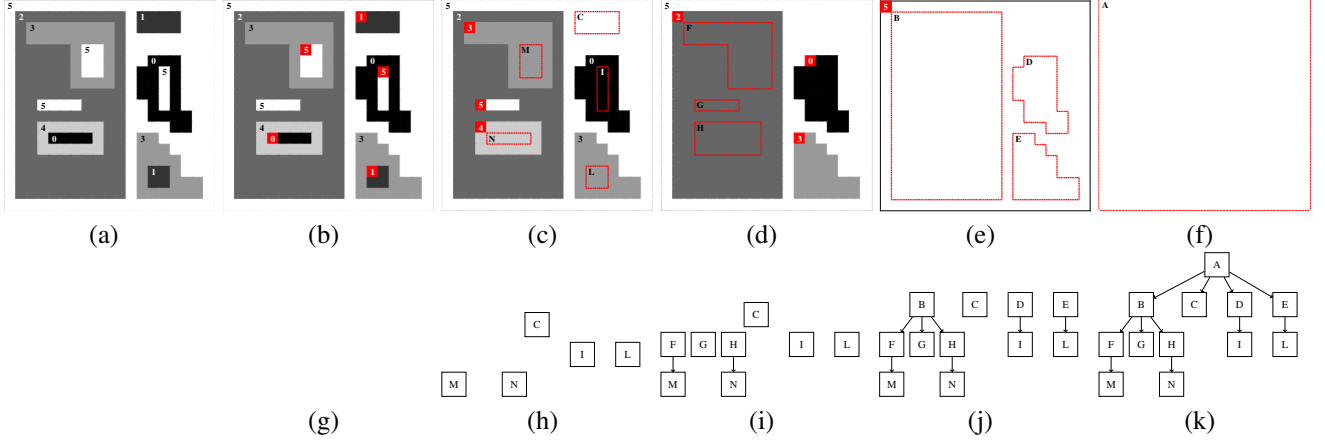 5 2 3 5 0 5 5 4 0 1 3 1
5 2 3 5 0 5 5 4 0 1 3 1
5 2 3 M 5 4 N C 0 I 3 L
5 2 F G H 0 3
5 B D E
A
(a) (b) (c) (d) (e) (f)
A
B C D E
B C D E
C
C
F G H I L
F G H I L
F G H I L
I L
M N
M N
M N
M N
(g) (h) (i) (j) (k)